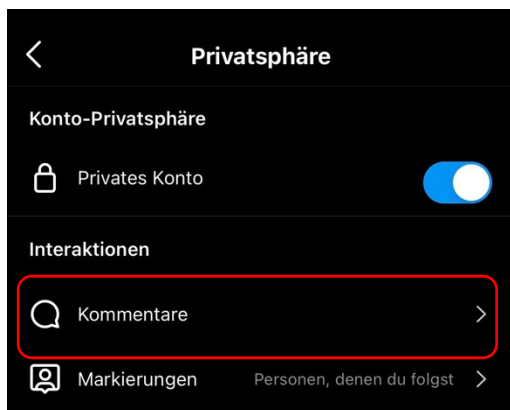 Privatsphäre
Konto-Privatsphäre
Privates Konto
Interaktionen
Kommentare
Markierungen Personen, denen du folgst